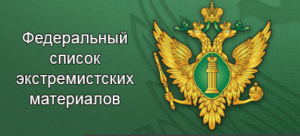 Федеральный
список
экстремистских
материалов